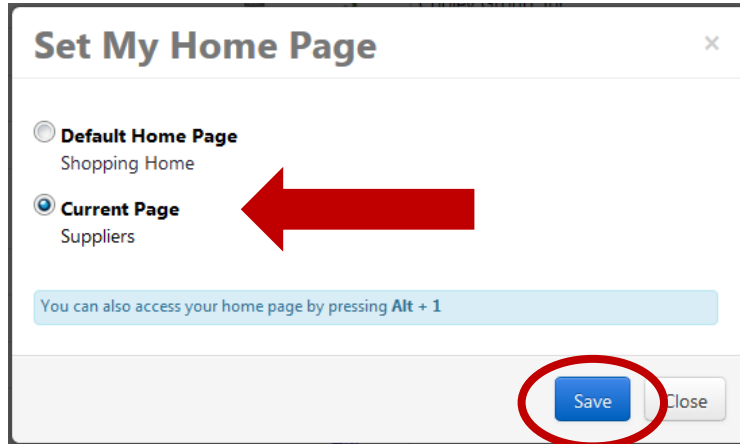 Set My Home Page ×
Default Home Page
Shopping Home
Current Page
Suppliers
You can also access your home page by pressing Alt + 1
Save Close